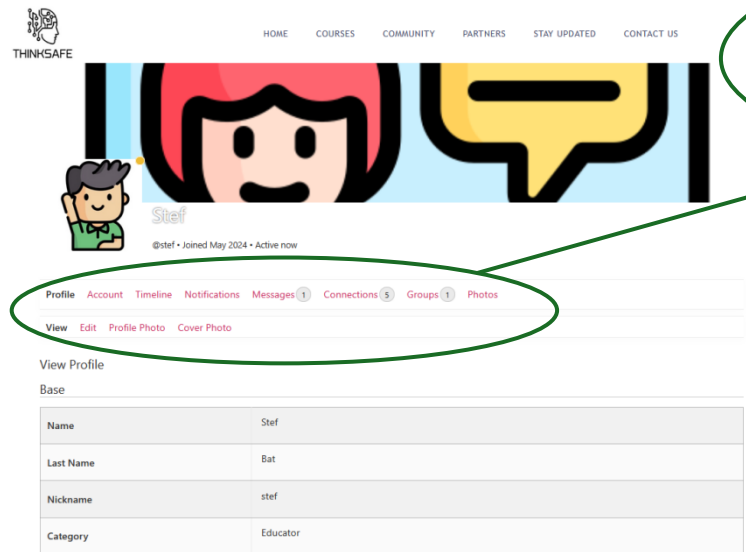 THINKSAFE
HOME COURSES COMMUNITY PARTNERS STAY UPDATED CONTACT US
Stef
@stef • Joined May 2024 • Active now
Profile Account Timeline Notifications Messages 1 Connections 5 Groups 1 Photos
View Edit Profile Photo Cover Photo
View Profile
Base
Name Stef
Last Name Bat
Nickname stef
Category Educator